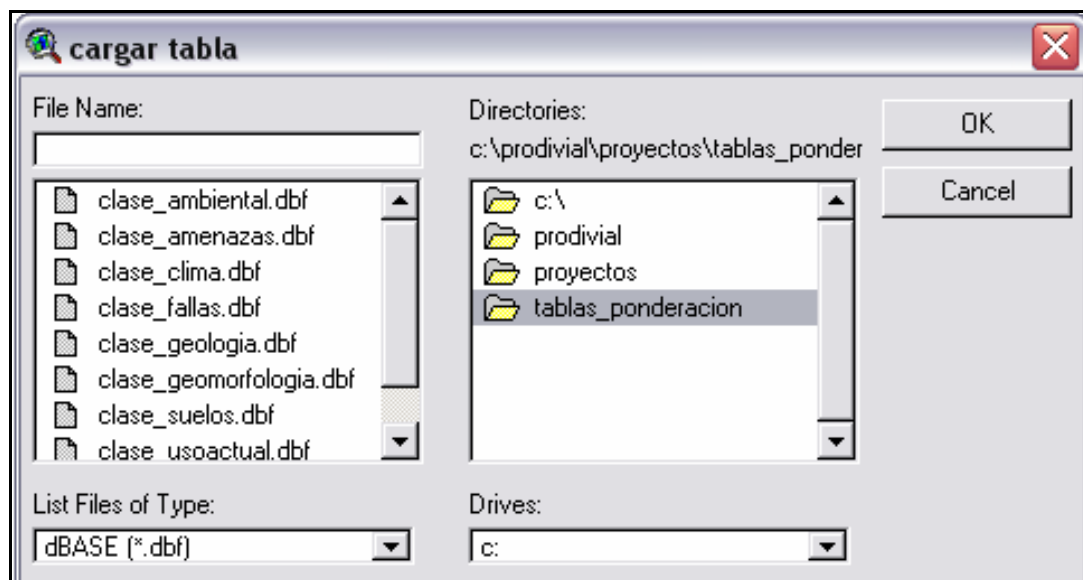 cargar tabla
File Name:
clase_ambiental.dbf
clase_amenazas.dbf
clase_clima.dbf
clase_fallas.dbf
clase_geologia.dbf
clase_geomorfologia.dbf
clase_suelos.dbf
clase_usoactual.dbf
List Files of Type:
dBASE (*.dbf)
Directories:
c:\prodivial\proyectos\tablas_ponder
c:\
prodivial
proyectos
tablas_ponderacion
Drives:
c:
OK
Cancel